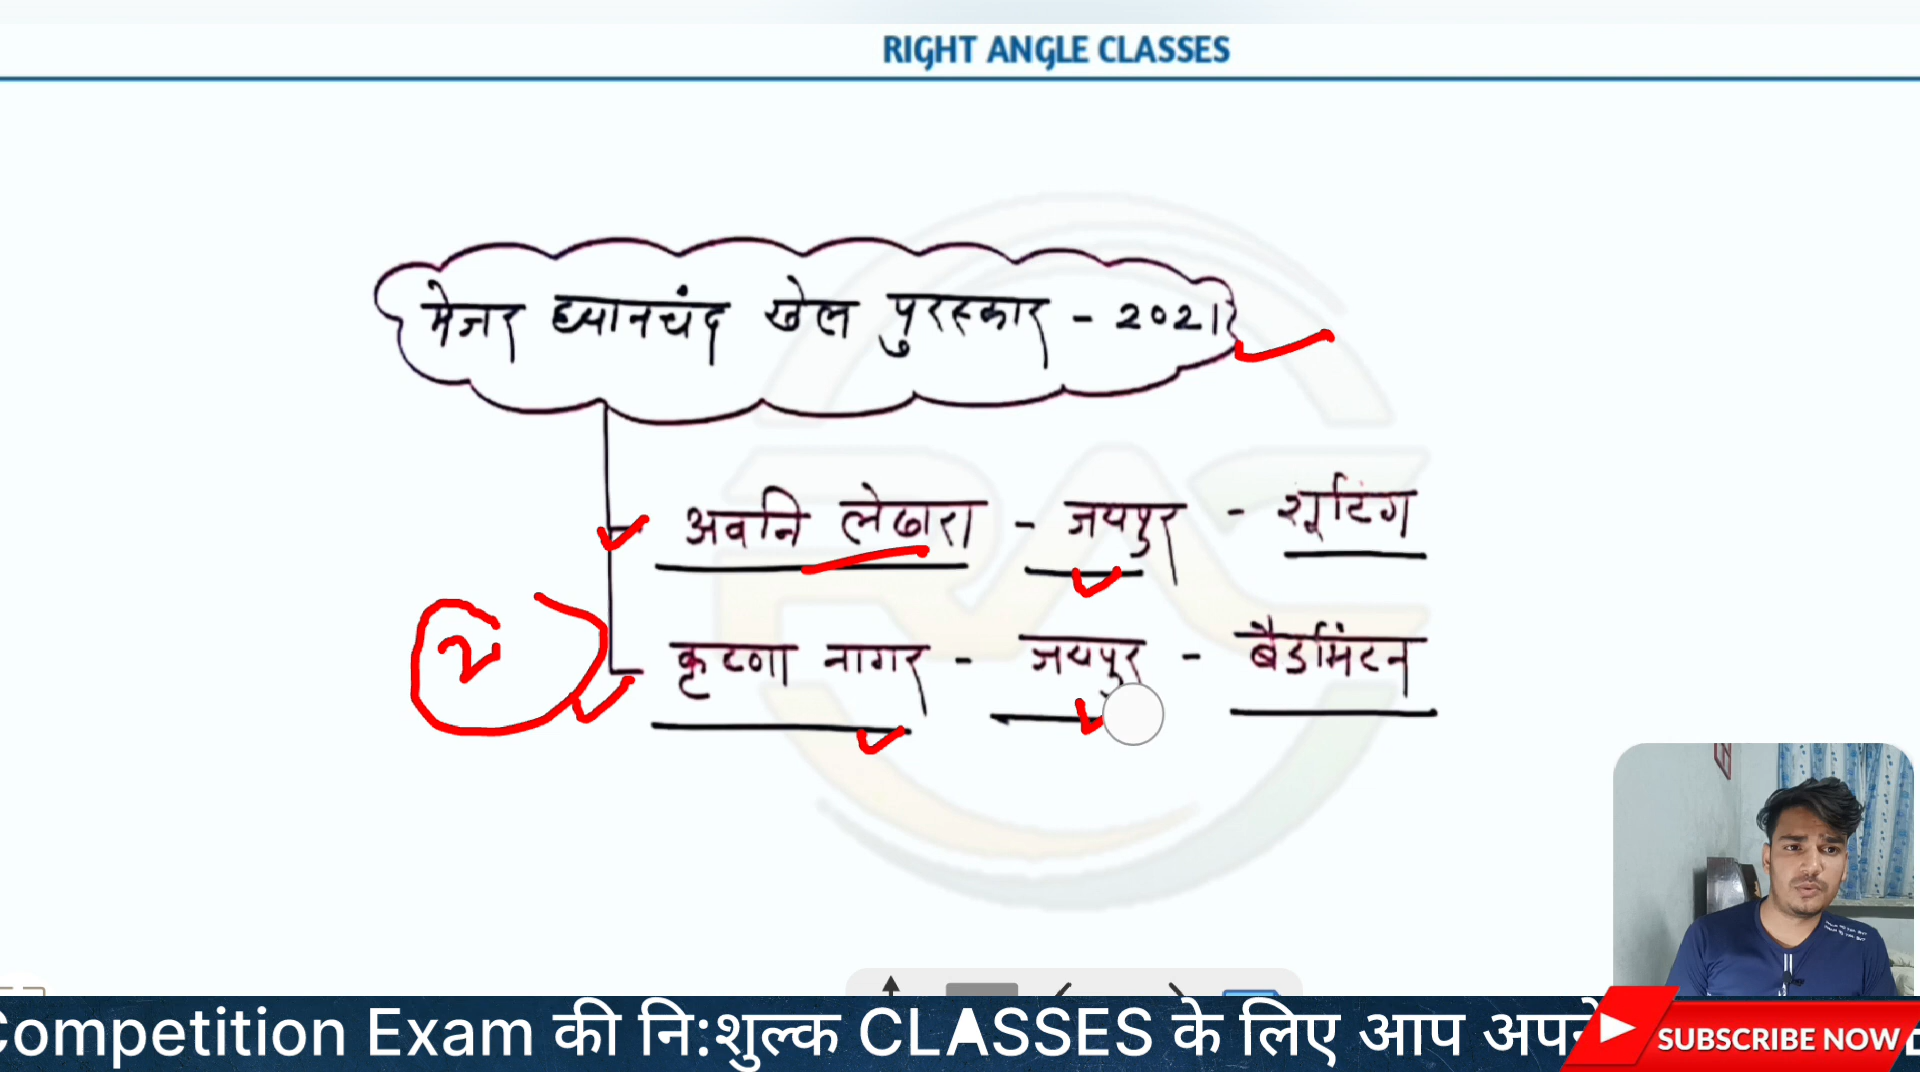 RIGHT ANGLE CLASSES
मेजर ध्यानचंद खेल पुरस्कार - 2021
अवनि लेढारा - जयपुर - शूटिंग
2
कृष्णा नागर - जयपुर - बैडमिंटन
Competition Exam की नि:शुल्क CLASSES के लिए आप अपने
SUBSCRIBE NOW